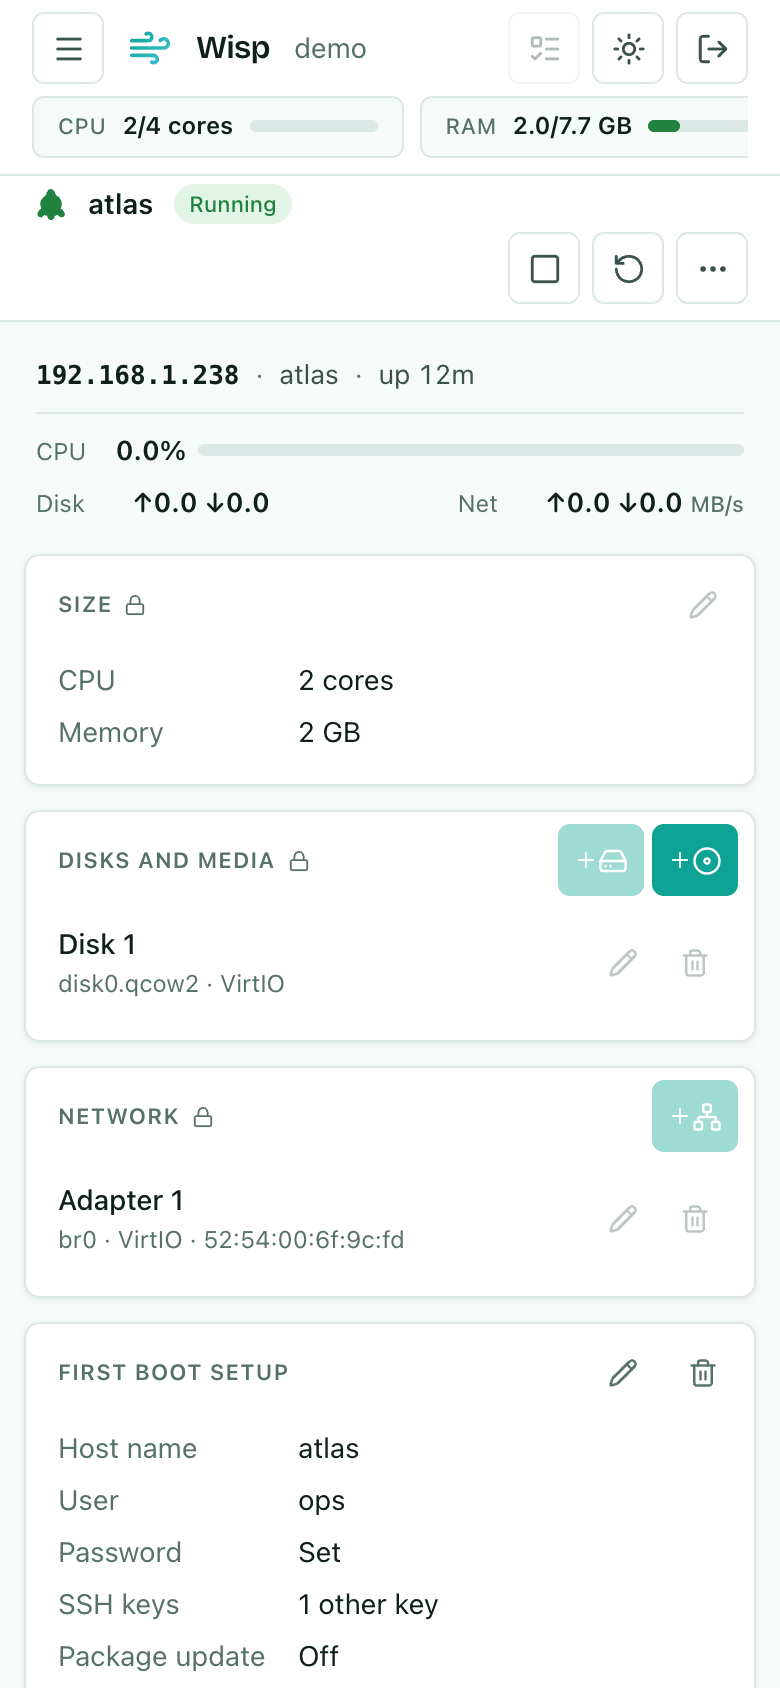 Wisp demo
CPU 2/4 cores RAM 2.0/7.7 GB
atlas Running
192.168.1.238 · atlas · up 12m
CPU 0.0%
Disk ↑0.0 ↓0.0 Net ↑0.0 ↓0.0 MB/s
SIZE
CPU 2 cores
Memory 2 GB
DISKS AND MEDIA
Disk 1
disk0.qcow2 · VirtIO
NETWORK
Adapter 1
br0 · VirtIO · 52:54:00:6f:9c:fd
FIRST BOOT SETUP
Host name atlas
User ops
Password Set
SSH keys 1 other key
Package update Off